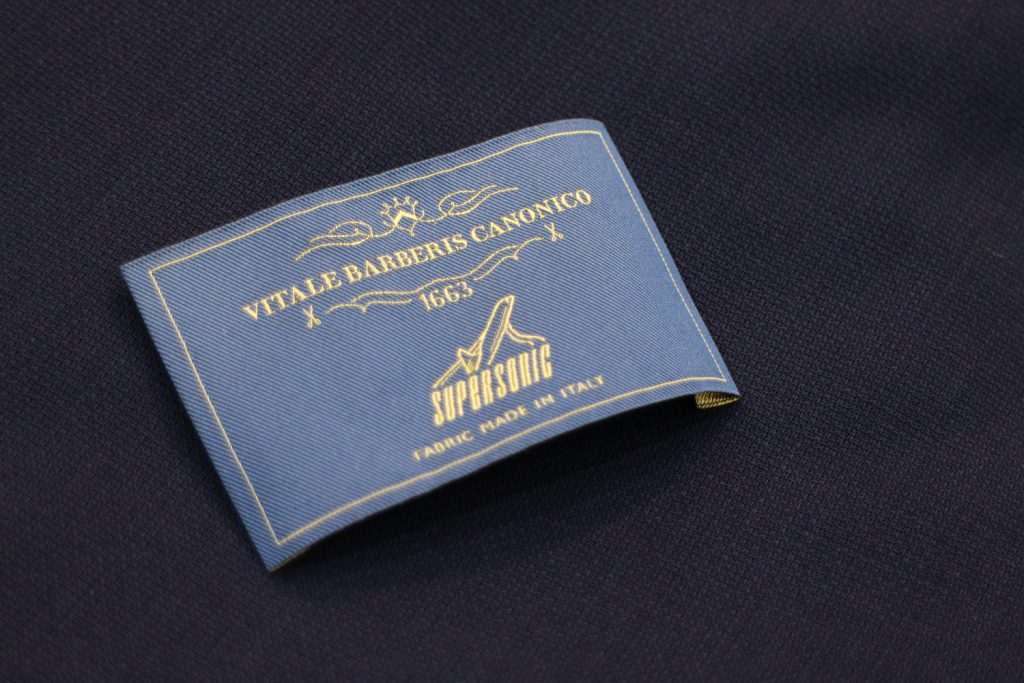 VITALE BARBERIS CANONICO
1663
SUPERSONIC
FABRIC MADE IN ITALY